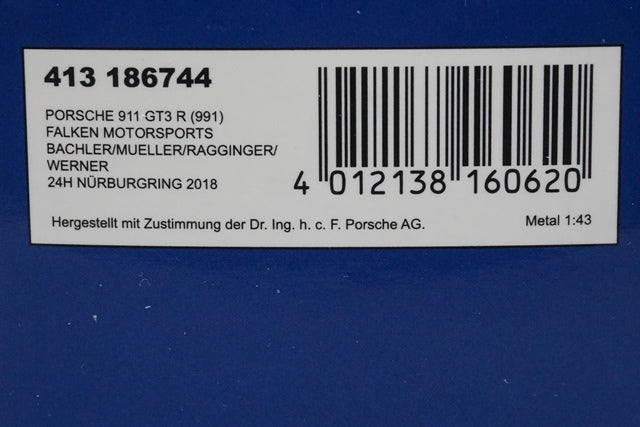 413 186744
PORSCHE 911 GT3 R (991)
FALKEN MOTORSPORTS
BACHLER/MUELLER/RAGGINGER/
WERNER
24H NÜRBURGRING 2018
4 012138 160620
Hergestellt mit Zustimmung der Dr. Ing. h. c. F. Porsche AG.
Metal 1:43